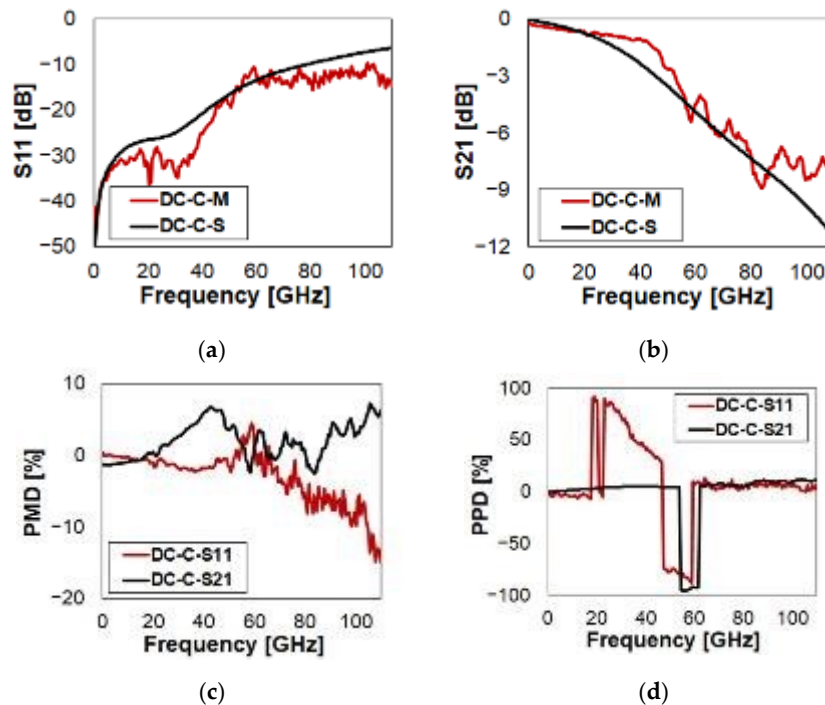 0
−10
−20
−30
−40
−50
S11 [dB]
DC-C-M
DC-C-S
0 20 40 60 80 100
Frequency [GHz]
(a)
0
−3
−6
−9
−12
S21 [dB]
DC-C-M
DC-C-S
0 20 40 60 80 100
Frequency [GHz]
(b)
10
0
−10
−20
PMD [%]
DC-C-S11
DC-C-S21
0 20 40 60 80 100
Frequency [GHz]
(c)
100
50
0
−50
−100
PPD [%]
DC-C-S11
DC-C-S21
0 20 40 60 80 100
Frequency [GHz]
(d)